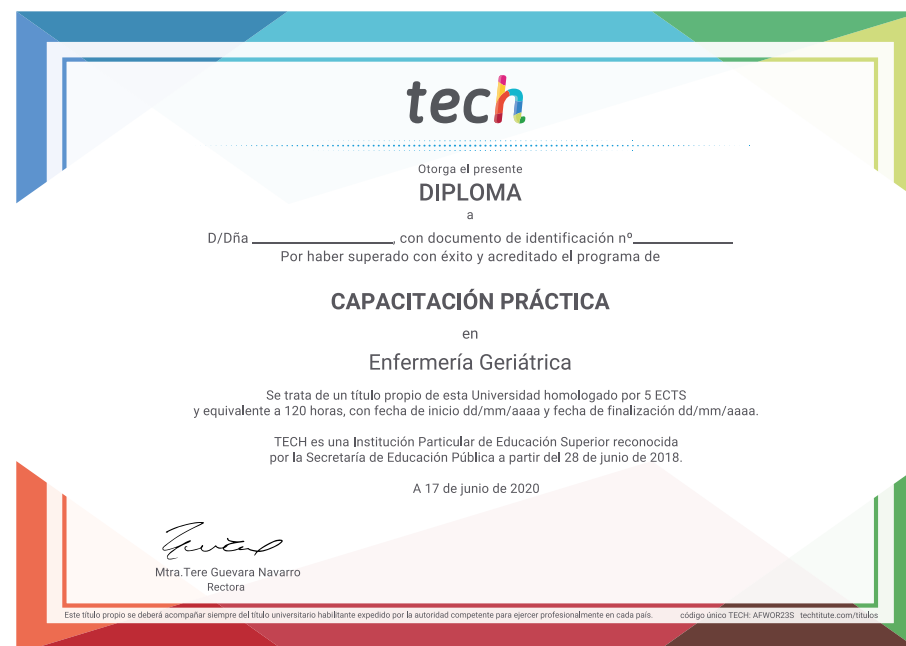 tech
Otorga el presente
DIPLOMA
a
D/Dña ____________________, con documento de identificación nº______________
Por haber superado con éxito y acreditado el programa de
CAPACITACIÓN PRÁCTICA
en
Enfermería Geriátrica
Se trata de un título propio de esta Universidad homologado por 5 ECTS
y equivalente a 120 horas, con fecha de inicio dd/mm/aaaa y fecha de finalización dd/mm/aaaa.
TECH es una Institución Particular de Educación Superior reconocida
por la Secretaría de Educación Pública a partir del 28 de junio de 2018.
A 17 de junio de 2020
Mtra.Tere Guevara Navarro
Rectora
Este título propio se deberá acompañar siempre del título universitario habilitante expedido por la autoridad competente para ejercer profesionalmente en cada país. código único TECH: AFWOR23S techtitute.com/titulos